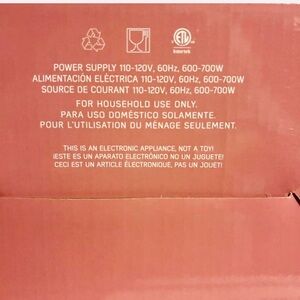 ETL
Intertek
POWER SUPPLY 110-120V, 60Hz, 600-700W
ALIMENTACIÓN ELÉCTRICA 110-120V, 60Hz, 600-700W
SOURCE DE COURANT 110-120V, 60Hz, 600-700W
FOR HOUSEHOLD USE ONLY.
PARA USO DOMÉSTICO SOLAMENTE.
POUR L'UTILISATION DU MÉNAGE SEULEMENT.
THIS IS AN ELECTRONIC APPLIANCE, NOT A TOY!
¡ESTE ES UN APARATO ELECTRÓNICO NO UN JUGUETE!
CECI EST UN ARTICLE ÉLECTRONIQUE, PAS UN JOUET!